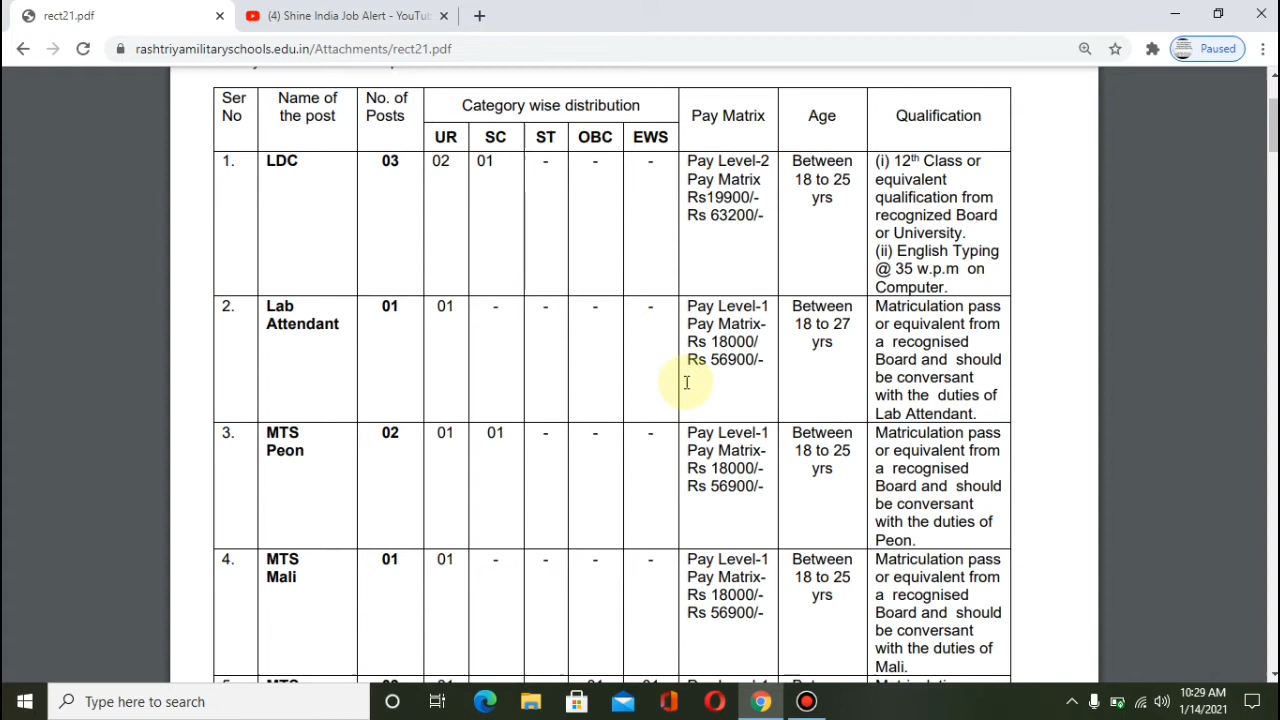 rect21.pdf
(4) Shine India Job Alert - YouTu
rashtriyamilitaryschools.edu.in/Attachments/rect21.pdf
Paused
Ser No
Name of the post
No. of Posts
Category wise distribution
Pay Matrix
Age
Qualification
UR SC ST OBC EWS
1. LDC 03 02 01 - - -
Pay Level-2
Pay Matrix
Rs19900/-
Rs 63200/-
Between
18 to 25
yrs
(i) 12th Class or
equivalent
qualification from
recognized Board
or University.
(ii) English Typing
@ 35 w.p.m on
Computer.
2. Lab Attendant 01 01 - - - -
Pay Level-1
Pay Matrix-
Rs 18000/
Rs 56900/-
Between
18 to 27
yrs
Matriculation pass
or equivalent from
a recognised
Board and should
be conversant
with the duties of
Lab Attendant.
3. MTS Peon 02 01 01 - - -
Pay Level-1
Pay Matrix-
Rs 18000/-
Rs 56900/-
Between
18 to 25
yrs
Matriculation pass
or equivalent from
a recognised
Board and should
be conversant
with the duties of
Peon.
4. MTS Mali 01 01 - - - -
Pay Level-1
Pay Matrix-
Rs 18000/-
Rs 56900/-
Between
18 to 25
yrs
Matriculation pass
or equivalent from
a recognised
Board and should
be conversant
with the duties of
Mali.
Type here to search
10:29 AM
1/14/2021